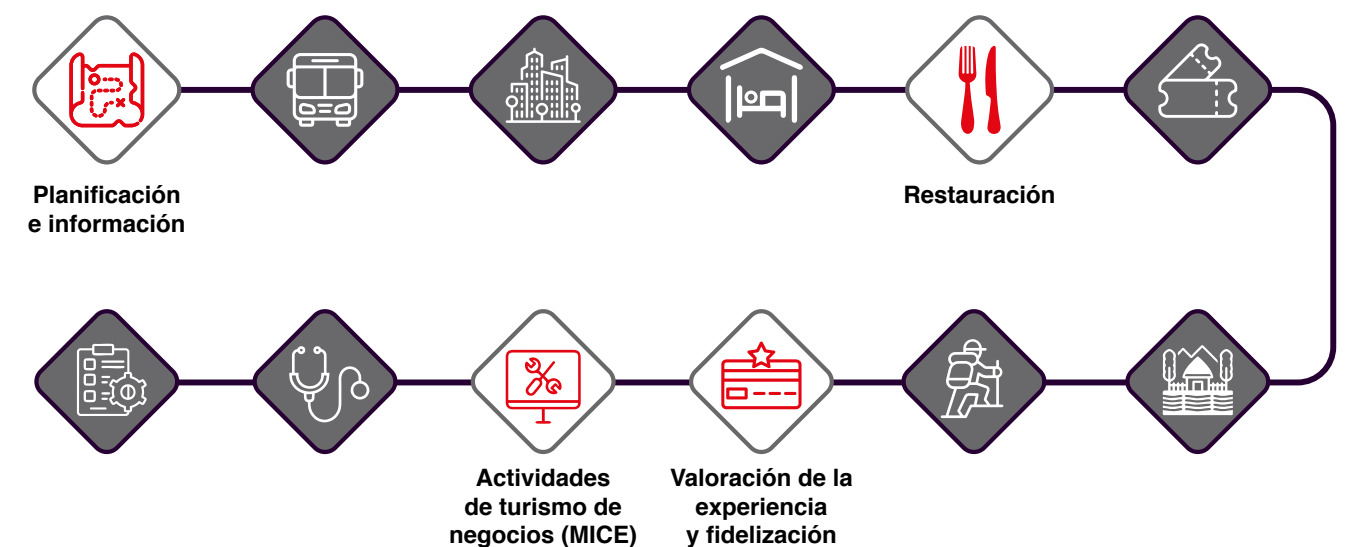 Planificación
e información
Restauración
Actividades
de turismo de
negocios (MICE)
Valoración de la
experiencia
y fidelización